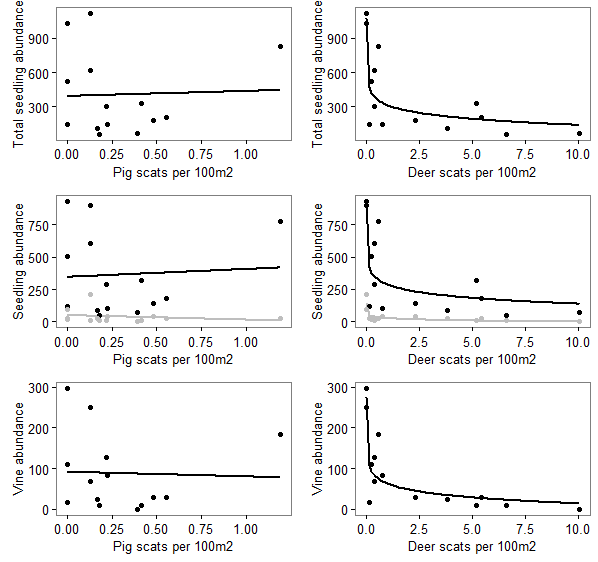 Total seedling abundance
900
600
300
0.00 0.25 0.50 0.75 1.00
Pig scats per 100m2
Total seedling abundance
900
600
300
0.0 2.5 5.0 7.5 10.0
Deer scats per 100m2
Seedling abundance
750
500
250
0
0.00 0.25 0.50 0.75 1.00
Pig scats per 100m2
Seedling abundance
750
500
250
0
0.0 2.5 5.0 7.5 10.0
Deer scats per 100m2
Vine abundance
300
200
100
0
0.00 0.25 0.50 0.75 1.00
Pig scats per 100m2
Vine abundance
300
200
100
0
0.0 2.5 5.0 7.5 10.0
Deer scats per 100m2